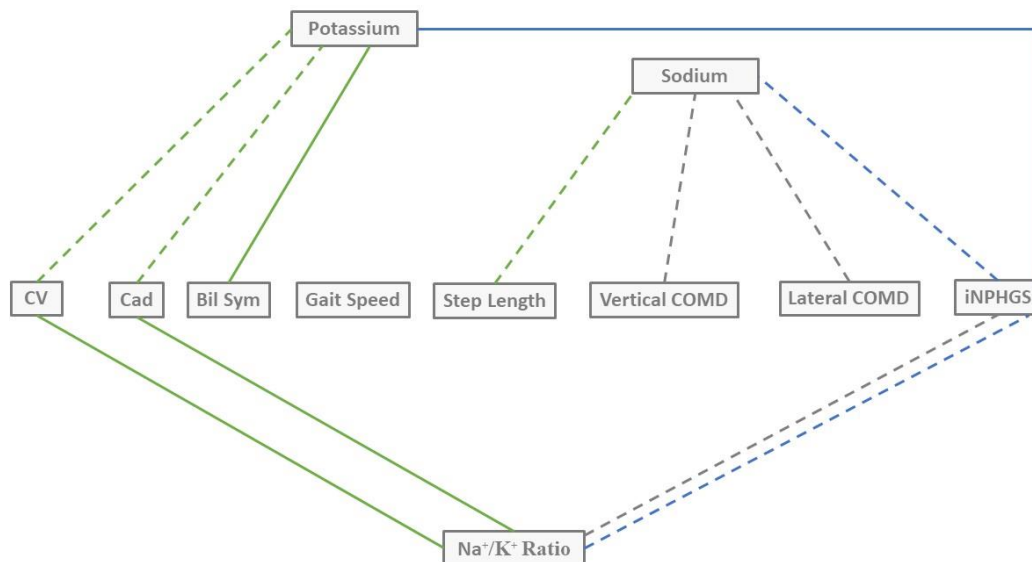 Potassium
Sodium
CV
Cad
Bil Sym
Gait Speed
Step Length
Vertical COMD
Lateral COMD
iNPHGS
Na⁺/K⁺ Ratio